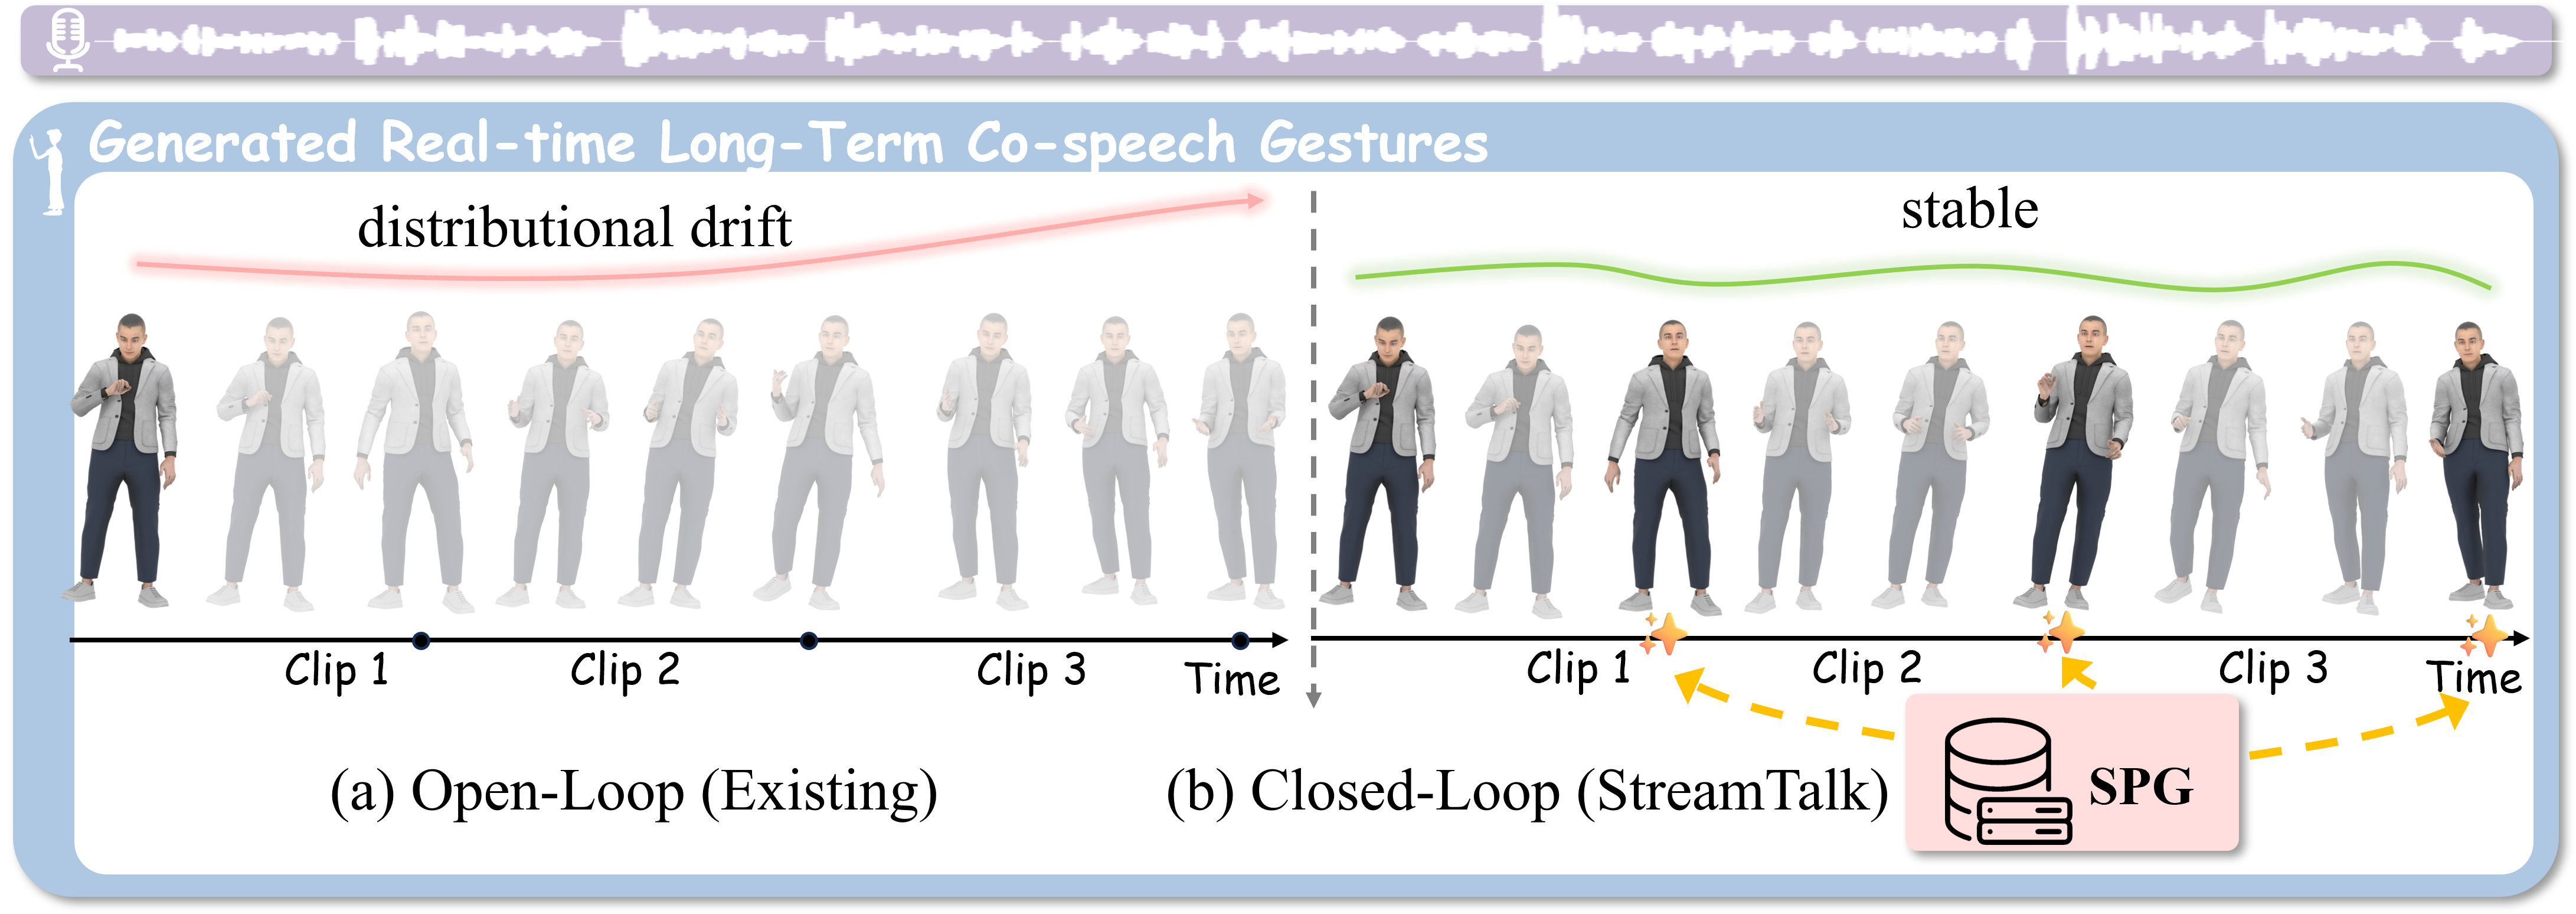 Generated Real-time Long-Term Co-speech Gestures
distributional drift
stable
Clip 1
Clip 2
Clip 3
Time
Clip 1
Clip 2
Clip 3
Time
(a) Open-Loop (Existing)
(b) Closed-Loop (StreamTalk)
SPG